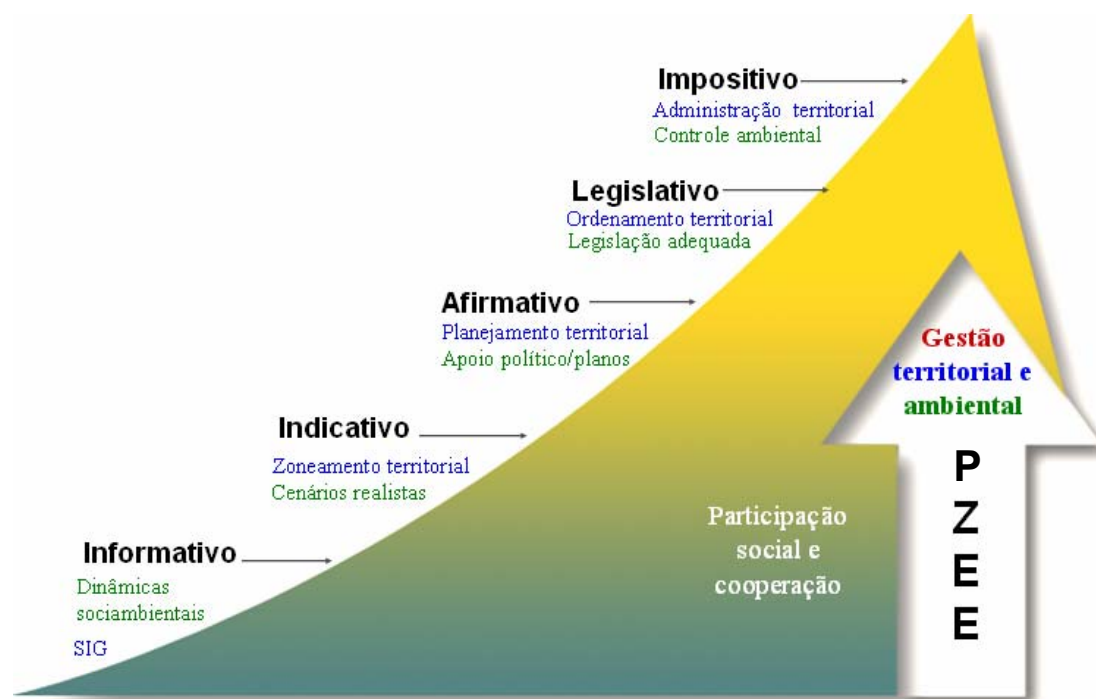 Impositivo
Administração territorial
Controle ambiental
Legislativo
Ordenamento territorial
Legislação adequada
Afirmativo
Planejamento territorial
Apoio político/planos
Gestão
territorial e
ambiental
Indicativo
Zoneamento territorial
Cenários realistas
P
Z
E
E
Participação
social e
cooperação
Informativo
Dinâmicas
sociambientais
SIG